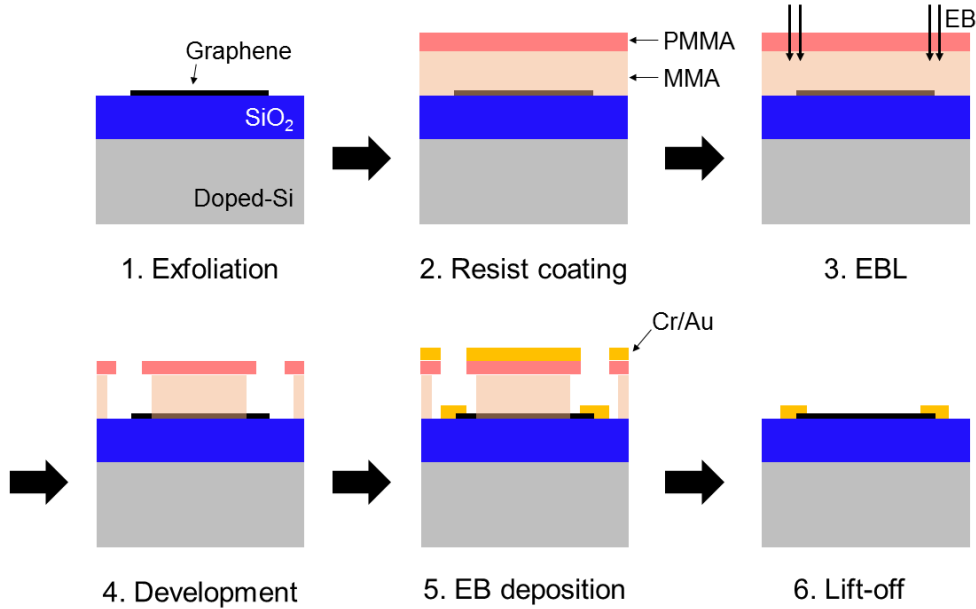 Graphene
SiO₂
Doped-Si
1. Exfoliation
PMMA
MMA
2. Resist coating
EB
3. EBL
4. Development
Cr/Au
5. EB deposition
6. Lift-off